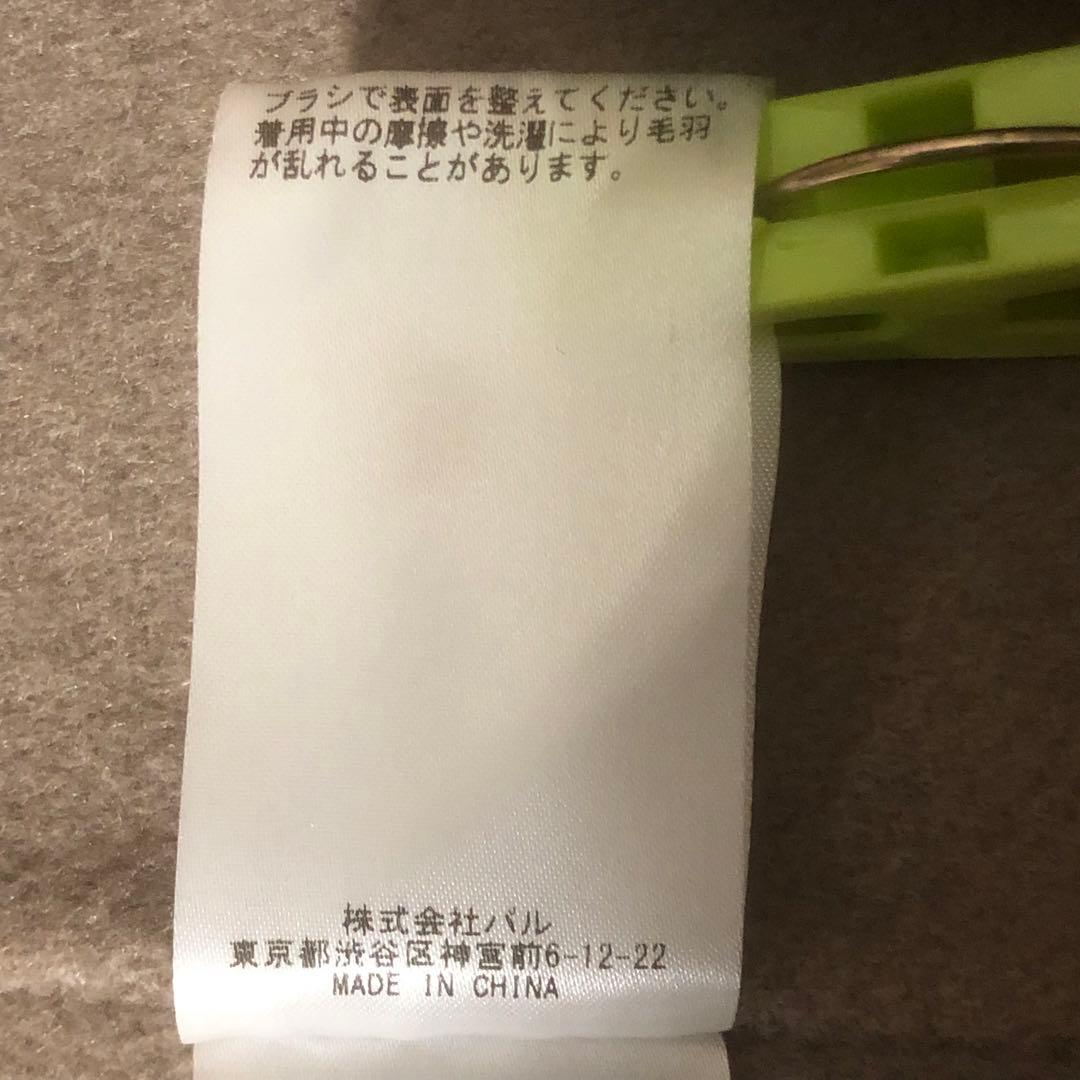 ブラシで表面を整えてください。
着用中の摩擦や洗濯により毛羽
が乱れることがあります。
株式会社パル
東京都渋谷区神宮前6-12-22
MADE IN CHINA